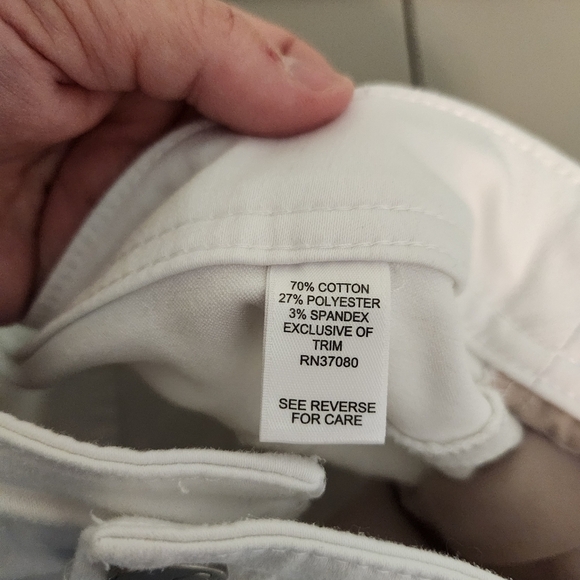 70% COTTON
27% POLYESTER
3% SPANDEX
EXCLUSIVE OF
TRIM
RN37080
SEE REVERSE
FOR CARE